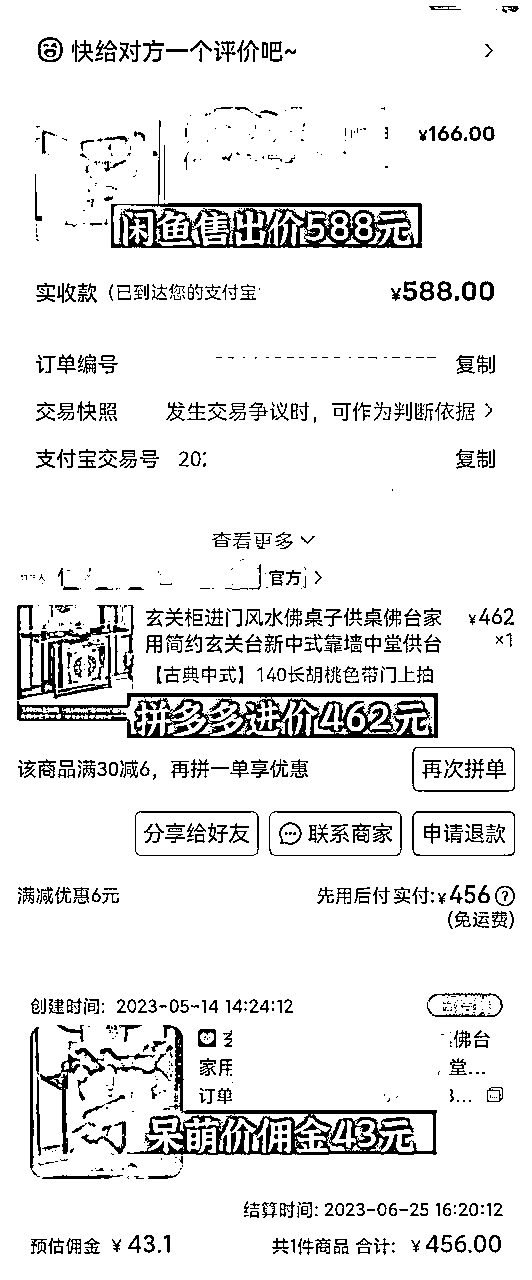 快给对方一个评价吧~
¥166.00
闲鱼售出价588元
实收款（已到达您的支付宝
¥588.00
订单编号 复制
交易快照 发生交易争议时，可作为判断依据
支付宝交易号 20 复制
查看更多
官方
玄关柜进门风水佛桌子供桌佛台家 ¥462
用简约玄关台新中式靠墙中堂供台 ×1
【古典中式】140长胡桃色带门上抽
拼多多进价462元
该商品满30减6，再拼一单享优惠 再次拼单
分享给好友 联系商家 申请退款
满减优惠6元 先用后付 实付:¥456
(免运费)
创建时间: 2023-05-14 14:24:12
佛台
家用 堂...
订单 ...
呆萌价佣金43元
结算时间: 2023-06-25 16:20:12
预估佣金 ¥ 43.1 共1件商品 合计: ¥ 456.00